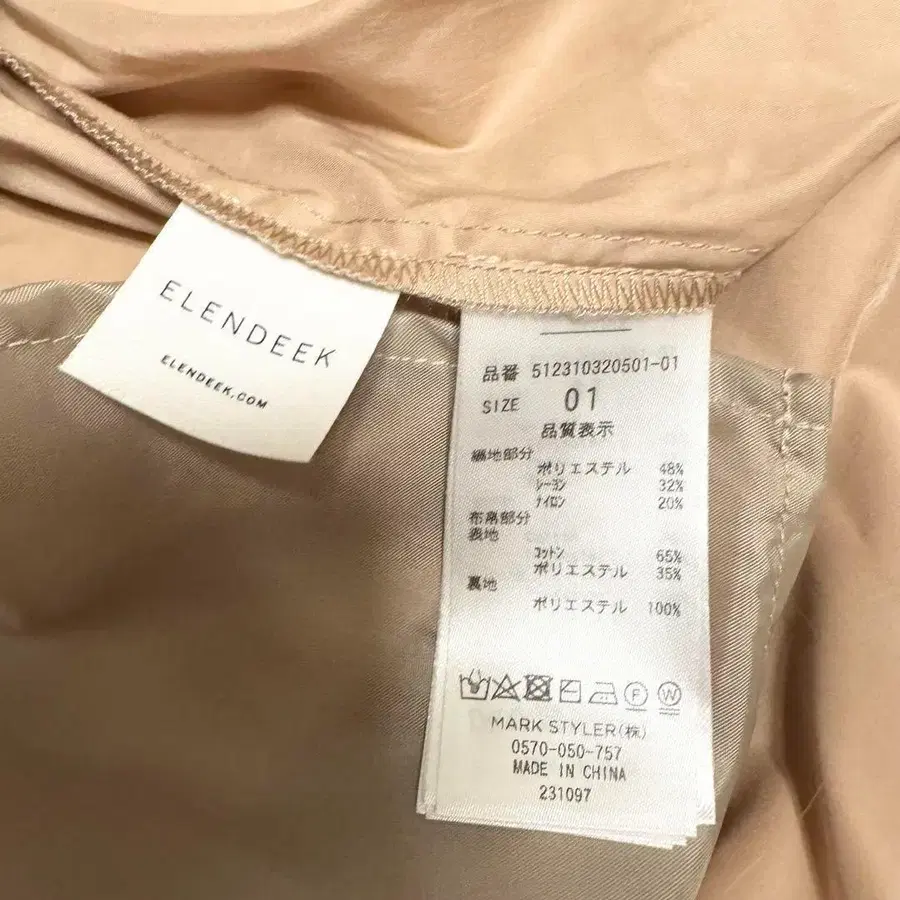 ELENDEEK
ELENDEEK.COM
品番 512310320501-01
SIZE 01
品質表示
編地部分
ポリエステル 48%
レーヨン 32%
ナイロン 20%
布帛部分
表地
コットン 65%
ポリエステル 35%
裏地
ポリエステル 100%
F W
MARK STYLER(株)
0570-050-757
MADE IN CHINA
231097